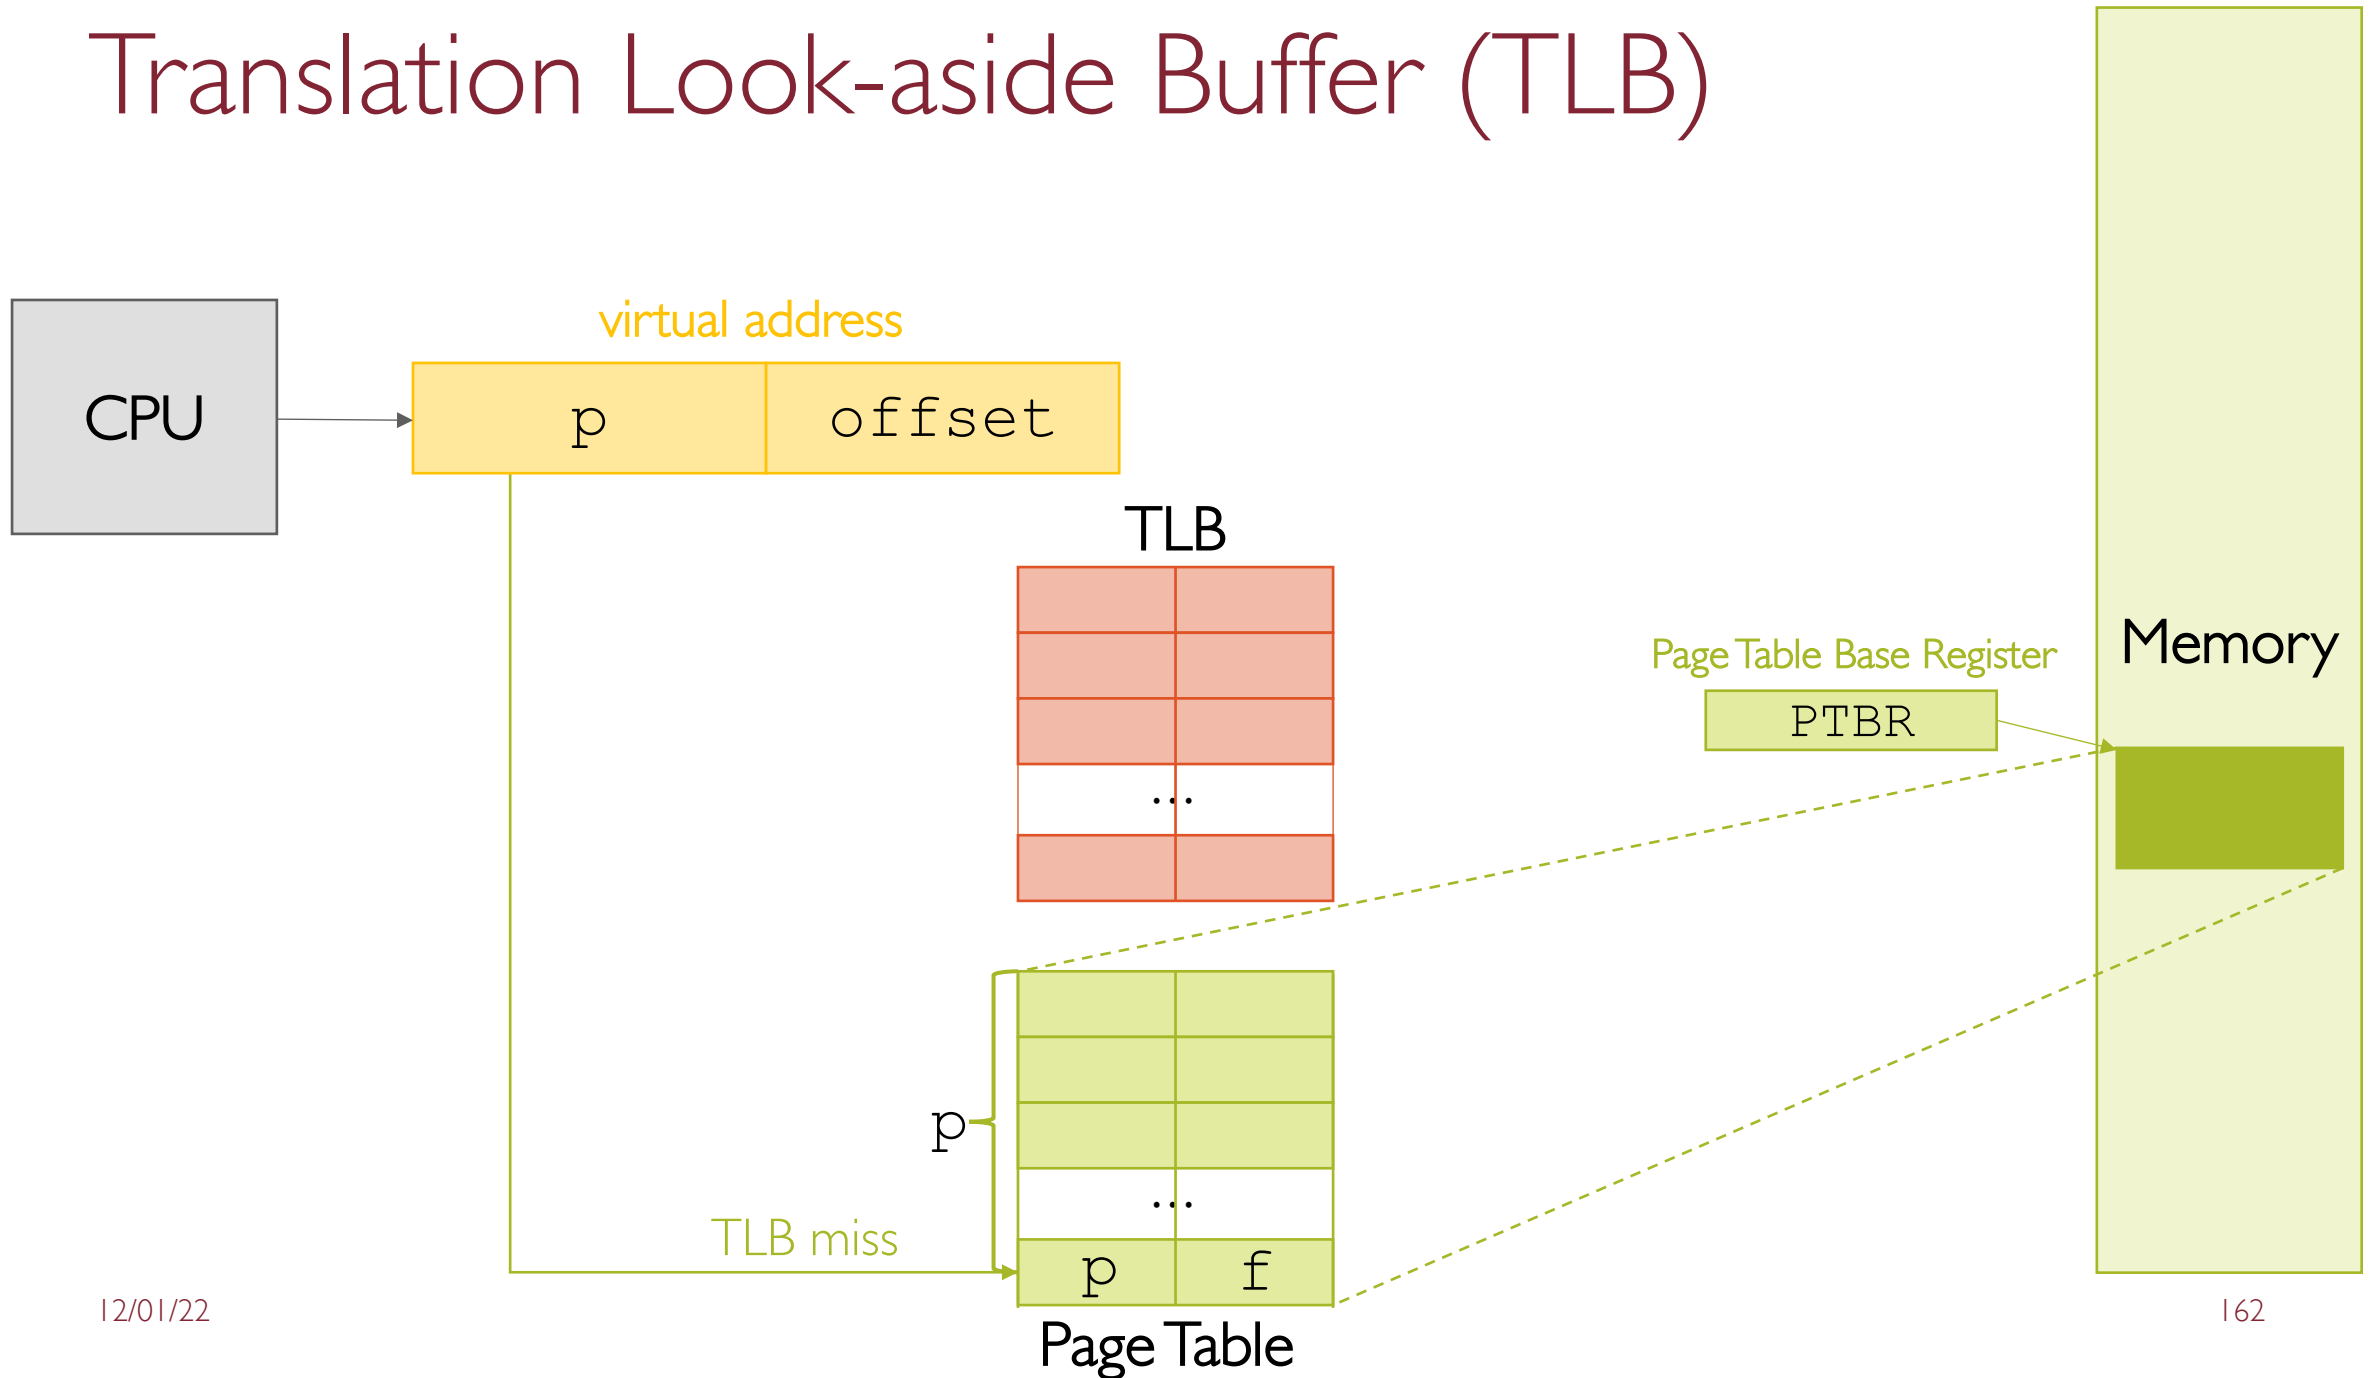 Translation Look-aside Buffer (TLB)
virtual address
CPU
p offset
TLB
...
Page Table Base Register
PTBR
Memory
p
...
TLB miss
p f
Page Table
12/01/22
162